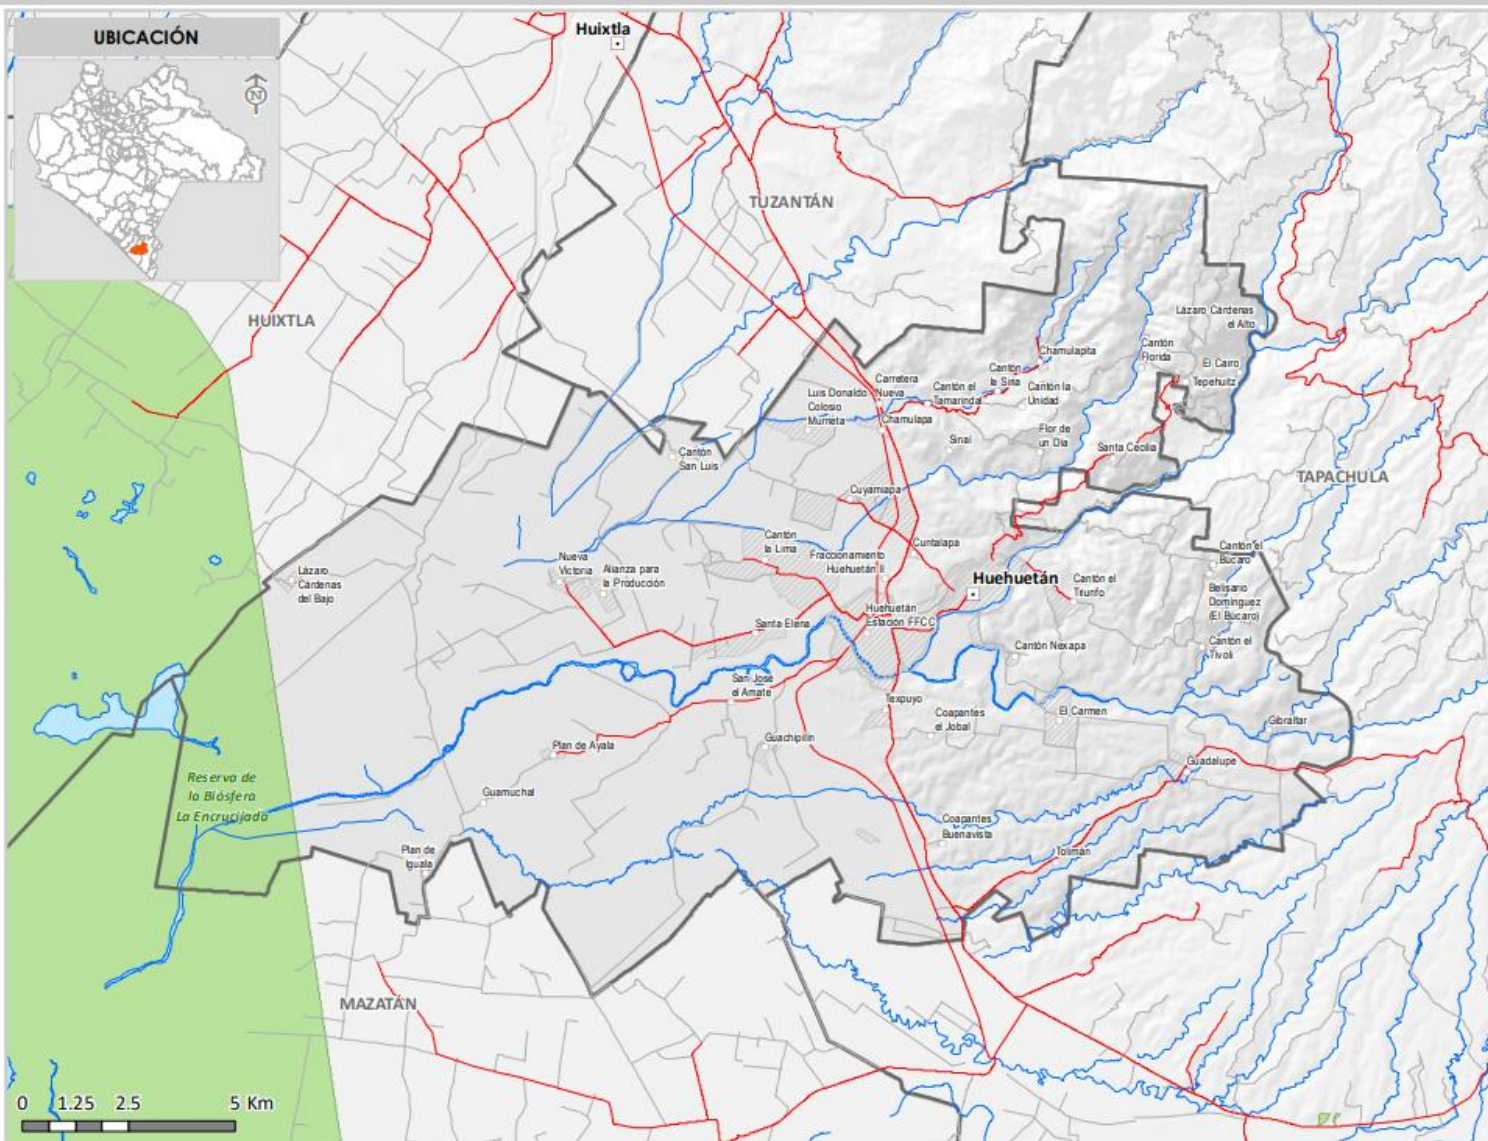 UBICACIÓN
N
Huixtla
TUZANTÁN
HUIXTLA
Lázaro Cárdenas
el Alto
Chamulapita
Cantón
Florida
El Cairo
Tepehuitz
Cantón
la Siria
Carretera
Nueva
Cantón el
Tamarindal
Cantón la
Unidad
Luis Donaldo
Colosio
Murrieta
Chamulapa
Sinaí
Flor de
un Día
Santa Cecilia
Cantón
San Luis
TAPACHULA
Cuyamiapa
Cantón
la Lima
Cuntalapa
Fraccionamiento
Huehuetán II
Nueva
Victoria
Alianza para
la Producción
Lázaro
Cárdenas
del Bajo
Huehuetán
Cantón el
Triunfo
Cantón el
Búcaro
Belisario
Domínguez
(El Búcaro)
Huehuetán
Estación FFCC
Santa Elena
Cantón Nexapa
Cantón el
Tívoli
San José
el Amate
Texpuyo
Coapantes
el Jobal
El Carmen
Gibraltar
Plan de Ayala
Guachipilín
Guadalupe
Reserva de
la Biósfera
La Encrucijada
Guamuchal
Coapantes
Buenavista
Tolimán
Plan de
Iguala
MAZATÁN
0 1.25 2.5 5 Km